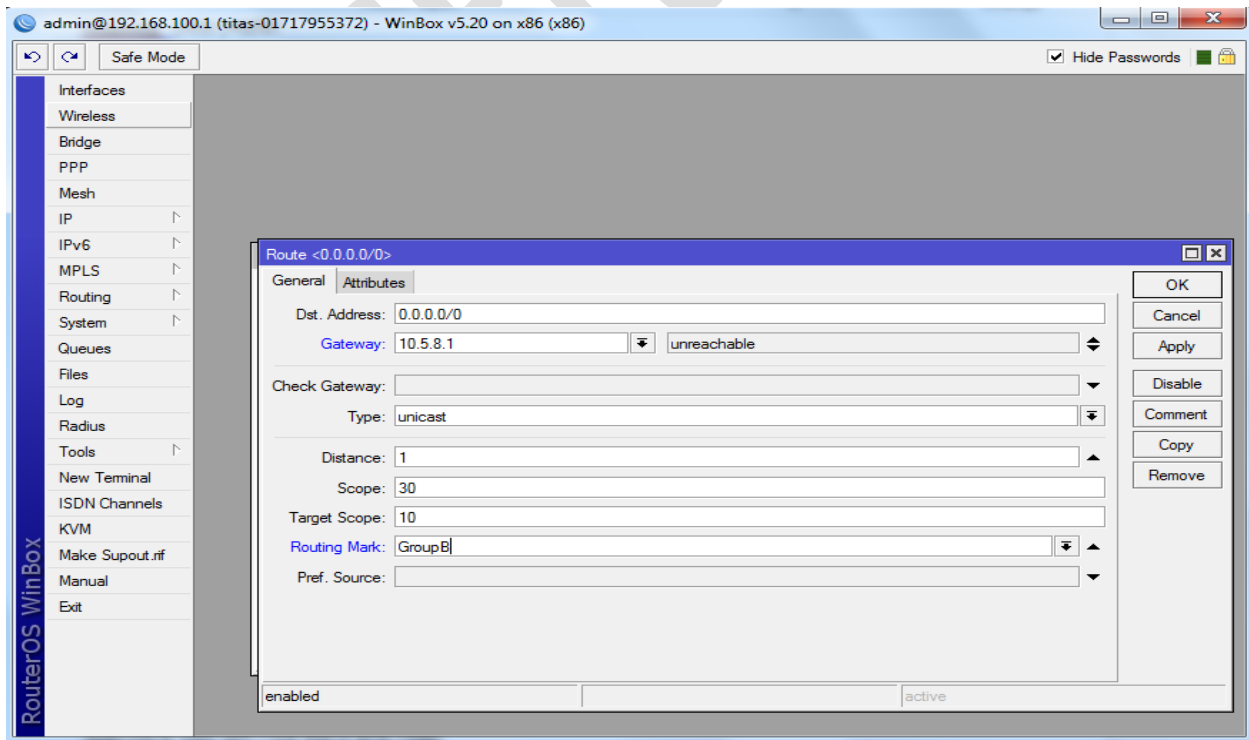 admin@192.168.100.1 (titas-01717955372) - WinBox v5.20 on x86 (x86)
Safe Mode
Hide Passwords
Interfaces
Wireless
Bridge
PPP
Mesh
IP
IPv6
MPLS
Routing
System
Queues
Files
Log
Radius
Tools
New Terminal
ISDN Channels
KVM
Make Supout.rif
Manual
Exit
RouterOS WinBox
Route <0.0.0.0/0>
General Attributes
Dst. Address: 0.0.0.0/0
Gateway: 10.5.8.1 unreachable
Check Gateway:
Type: unicast
Distance: 1
Scope: 30
Target Scope: 10
Routing Mark: GroupB
Pref. Source:
OK
Cancel
Apply
Disable
Comment
Copy
Remove
enabled active